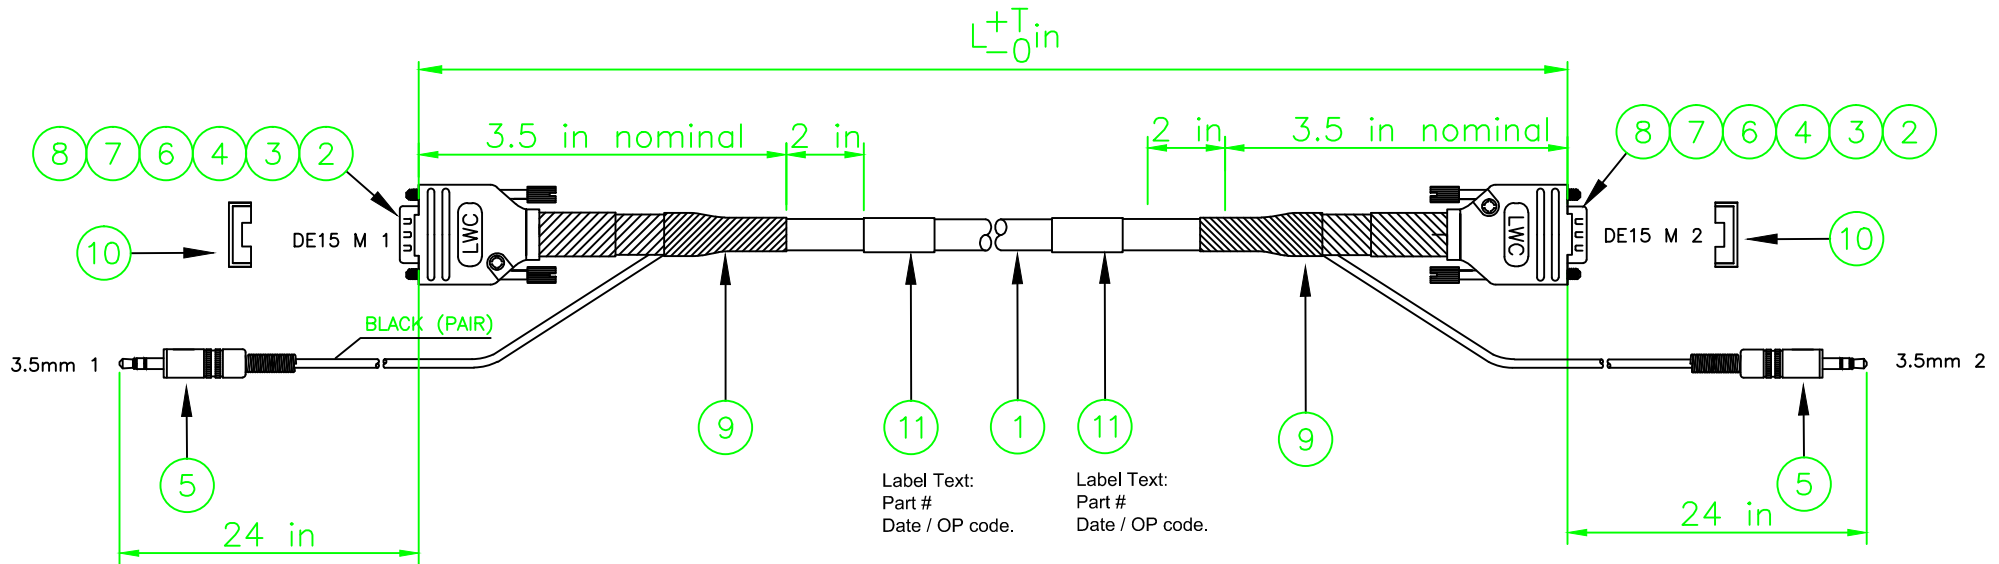 L +T -0 in
3.5 in nominal
2 in
2 in
3.5 in nominal
8 7 6 4 3 2
8 7 6 4 3 2
10
DE15 M 1
LWC
LWC
DE15 M 2
10
BLACK (PAIR)
3.5mm 1
3.5mm 2
9
11
1
11
9
5
5
Label Text:
Part #
Date / OP code.
Label Text:
Part #
Date / OP code.
24 in
24 in